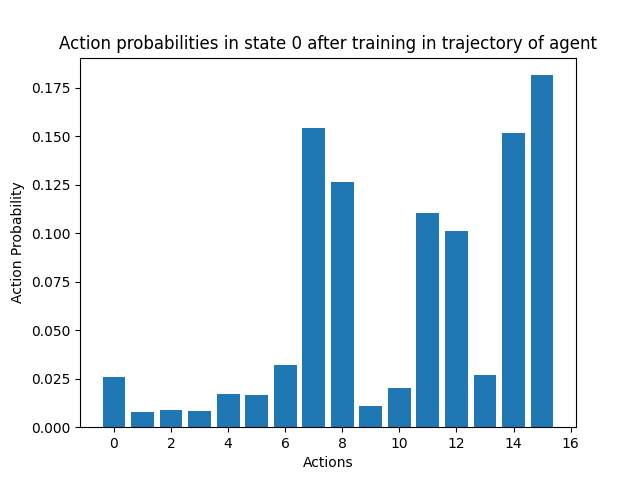 Action probabilities in state 0 after training in trajectory of agent
0.175
0.150
0.125
0.100
0.075
0.050
0.025
0.000
Action Probability
0 2 4 6 8 10 12 14 16
Actions